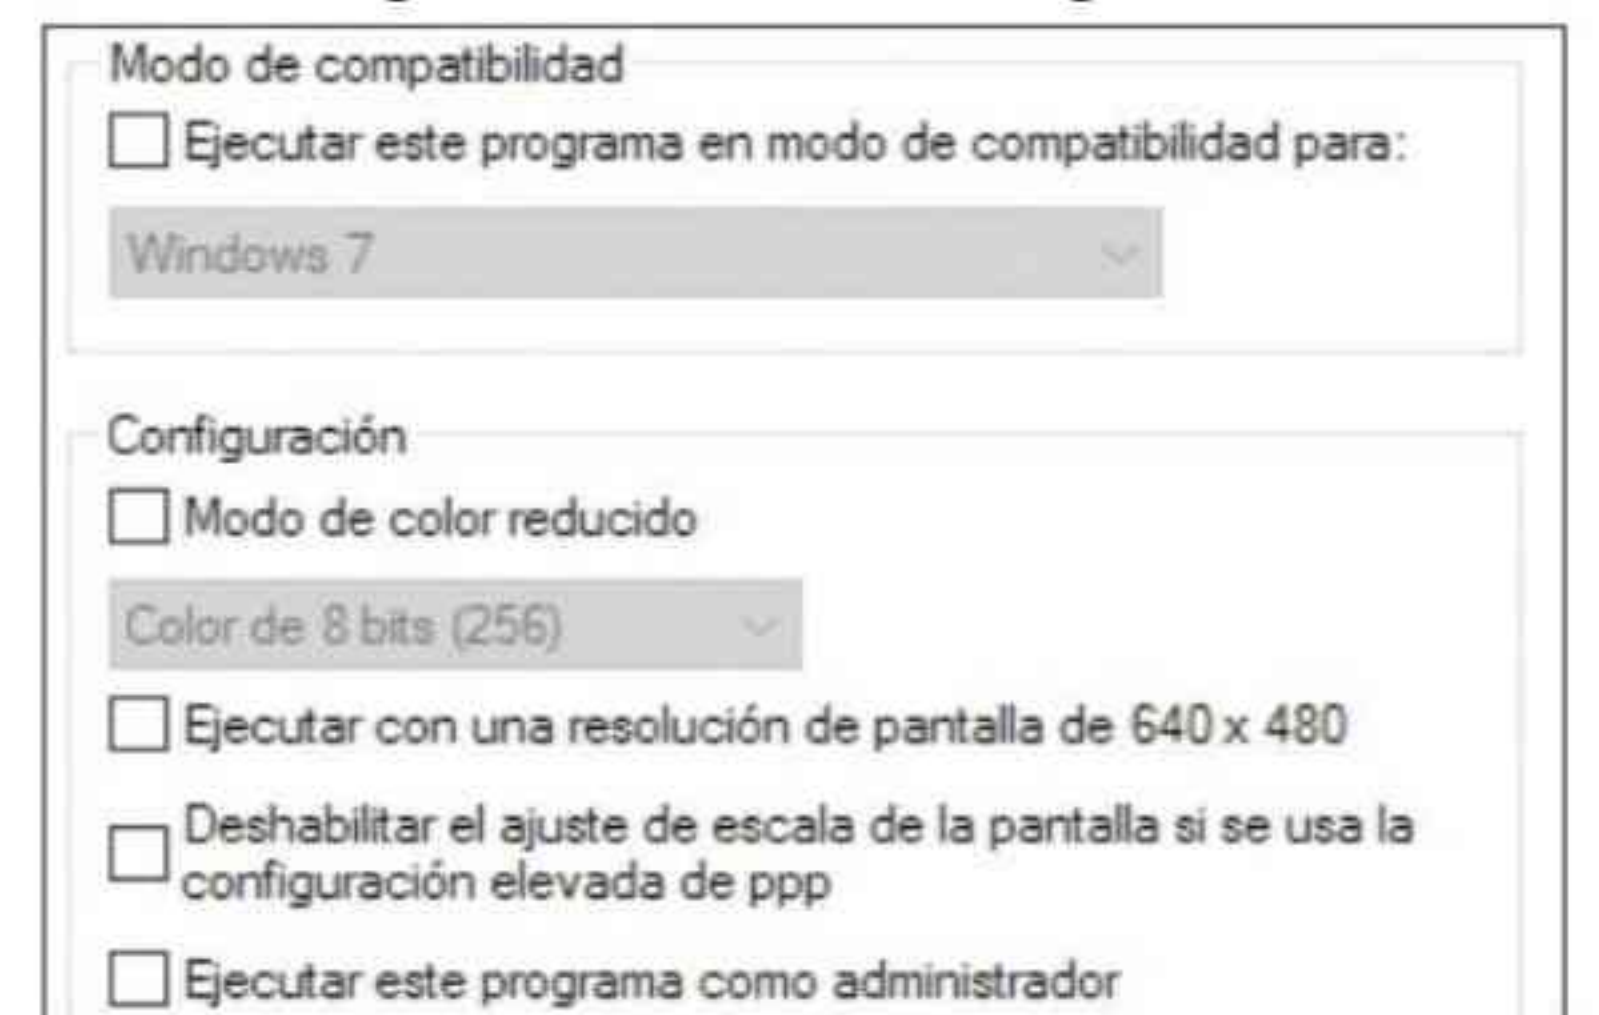 Modo de compatibilidad
Ejecutar este programa en modo de compatibilidad para:
Windows 7
Configuración
Modo de color reducido
Color de 8 bits (256)
Ejecutar con una resolución de pantalla de 640 x 480
Deshabilitar el ajuste de escala de la pantalla si se usa la
configuración elevada de ppp
Ejecutar este programa como administrador